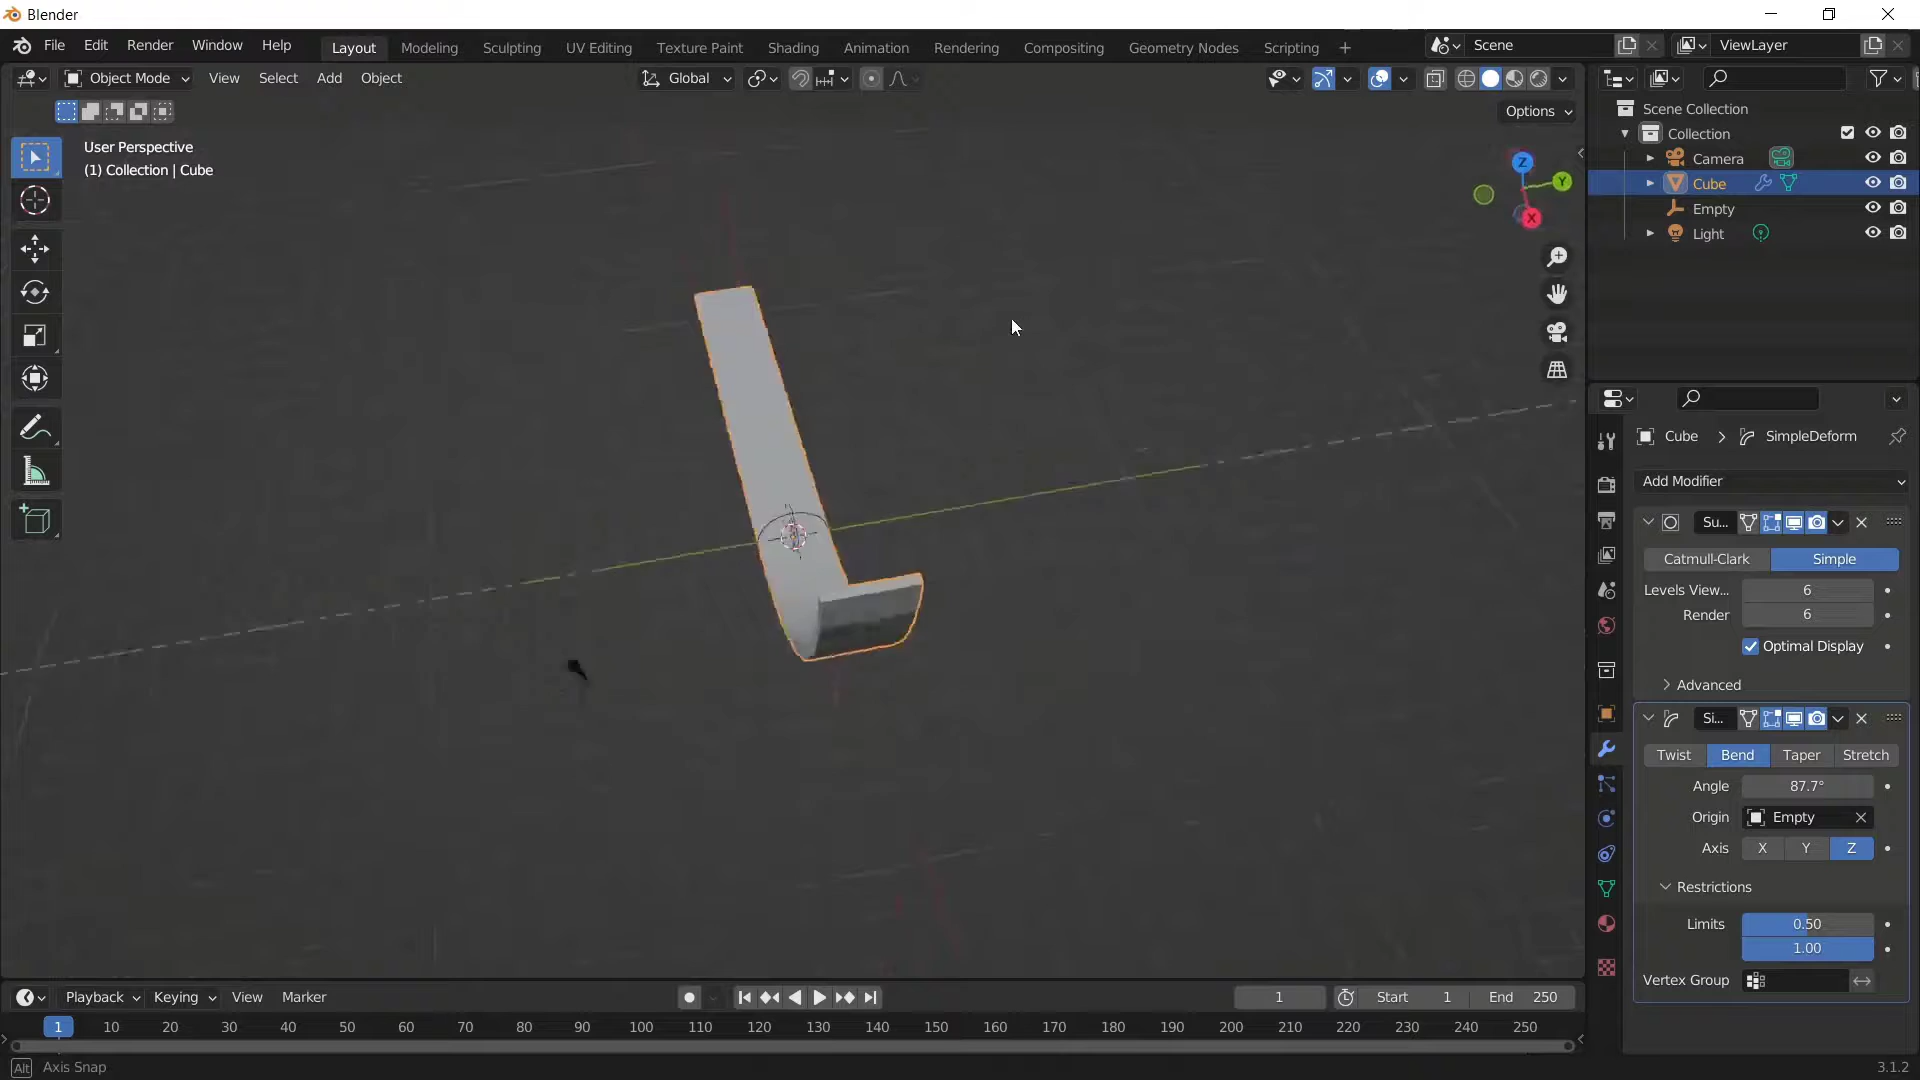 Blender
File Edit Render Window Help Layout Modeling Sculpting UV Editing Texture Paint Shading Animation Rendering Compositing Geometry Nodes Scripting + Scene ViewLayer
Object Mode View Select Add Object Global
Options
User Perspective
(1) Collection | Cube
Z
Y
X
Scene Collection
Collection
Camera
Cube
Empty
Light
Cube > SimpleDeform
Add Modifier
Su...
Catmull-Clark Simple
Levels View... 6
Render 6
Optimal Display
Advanced
Si...
Twist Bend Taper Stretch
Angle 87.7°
Origin Empty
Axis X Y Z
Restrictions
Limits 0.50
1.00
Vertex Group
Playback Keying View Marker 1 Start 1 End 250
1 10 20 30 40 50 60 70 80 90 100 110 120 130 140 150 160 170 180 190 200 210 220 230 240 250
Alt Axis Snap 3.1.2